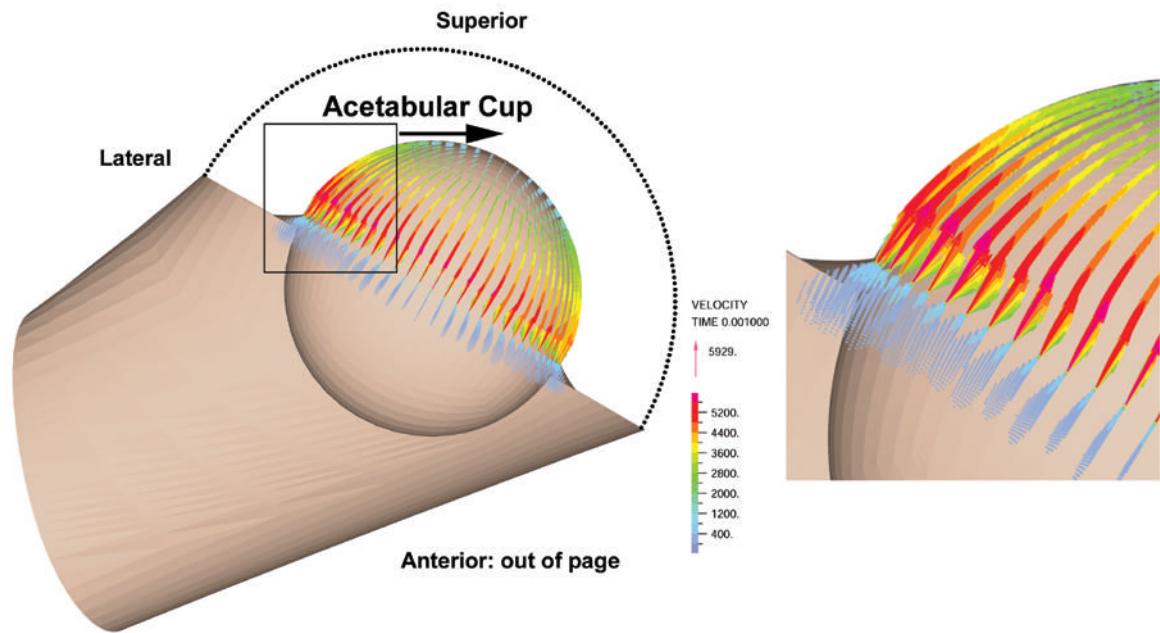 Superior
Acetabular Cup
Lateral
VELOCITY
TIME 0.001000
5929.
5200.
4400.
3600.
2800.
2000.
1200.
400.
Anterior: out of page